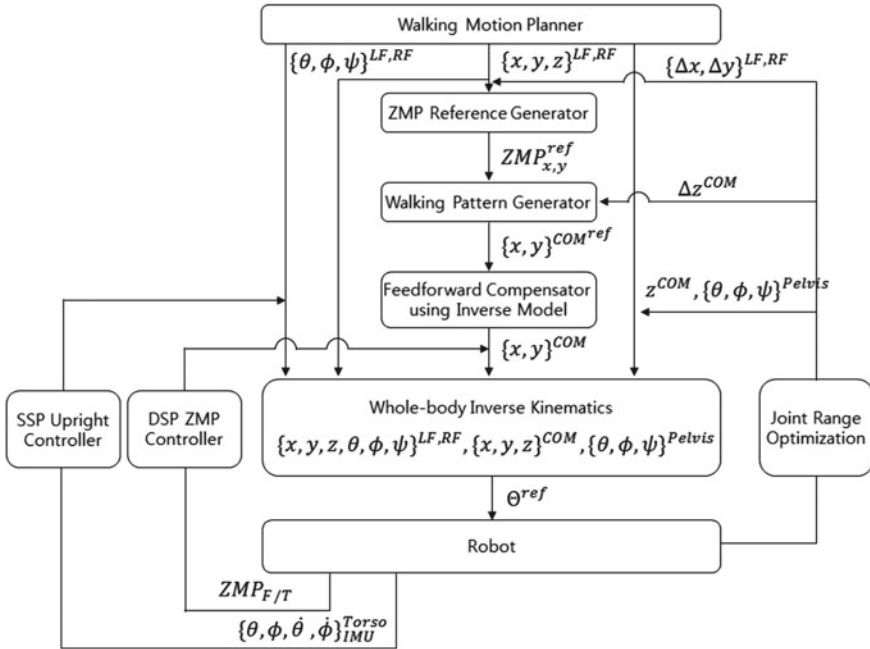 Walking Motion Planner
{θ, ϕ, ψ}^{LF,RF}
{x, y, z}^{LF,RF}
{Δx, Δy}^{LF,RF}
ZMP Reference Generator
ZMP_{x,y}^{ref}
Walking Pattern Generator
Δz^{COM}
{x, y}^{COM^{ref}}
Feedforward Compensator
using Inverse Model
z^{COM}, {θ, ϕ, ψ}^{Pelvis}
{x, y}^{COM}
SSP Upright
Controller
DSP ZMP
Controller
Whole-body Inverse Kinematics
{x, y, z, θ, ϕ, ψ}^{LF,RF}, {x, y, z}^{COM}, {θ, ϕ, ψ}^{Pelvis}
Joint Range
Optimization
Θ^{ref}
Robot
ZMP_{F/T}
{θ, ϕ, θ̇, ϕ̇}_{IMU}^{Torso}